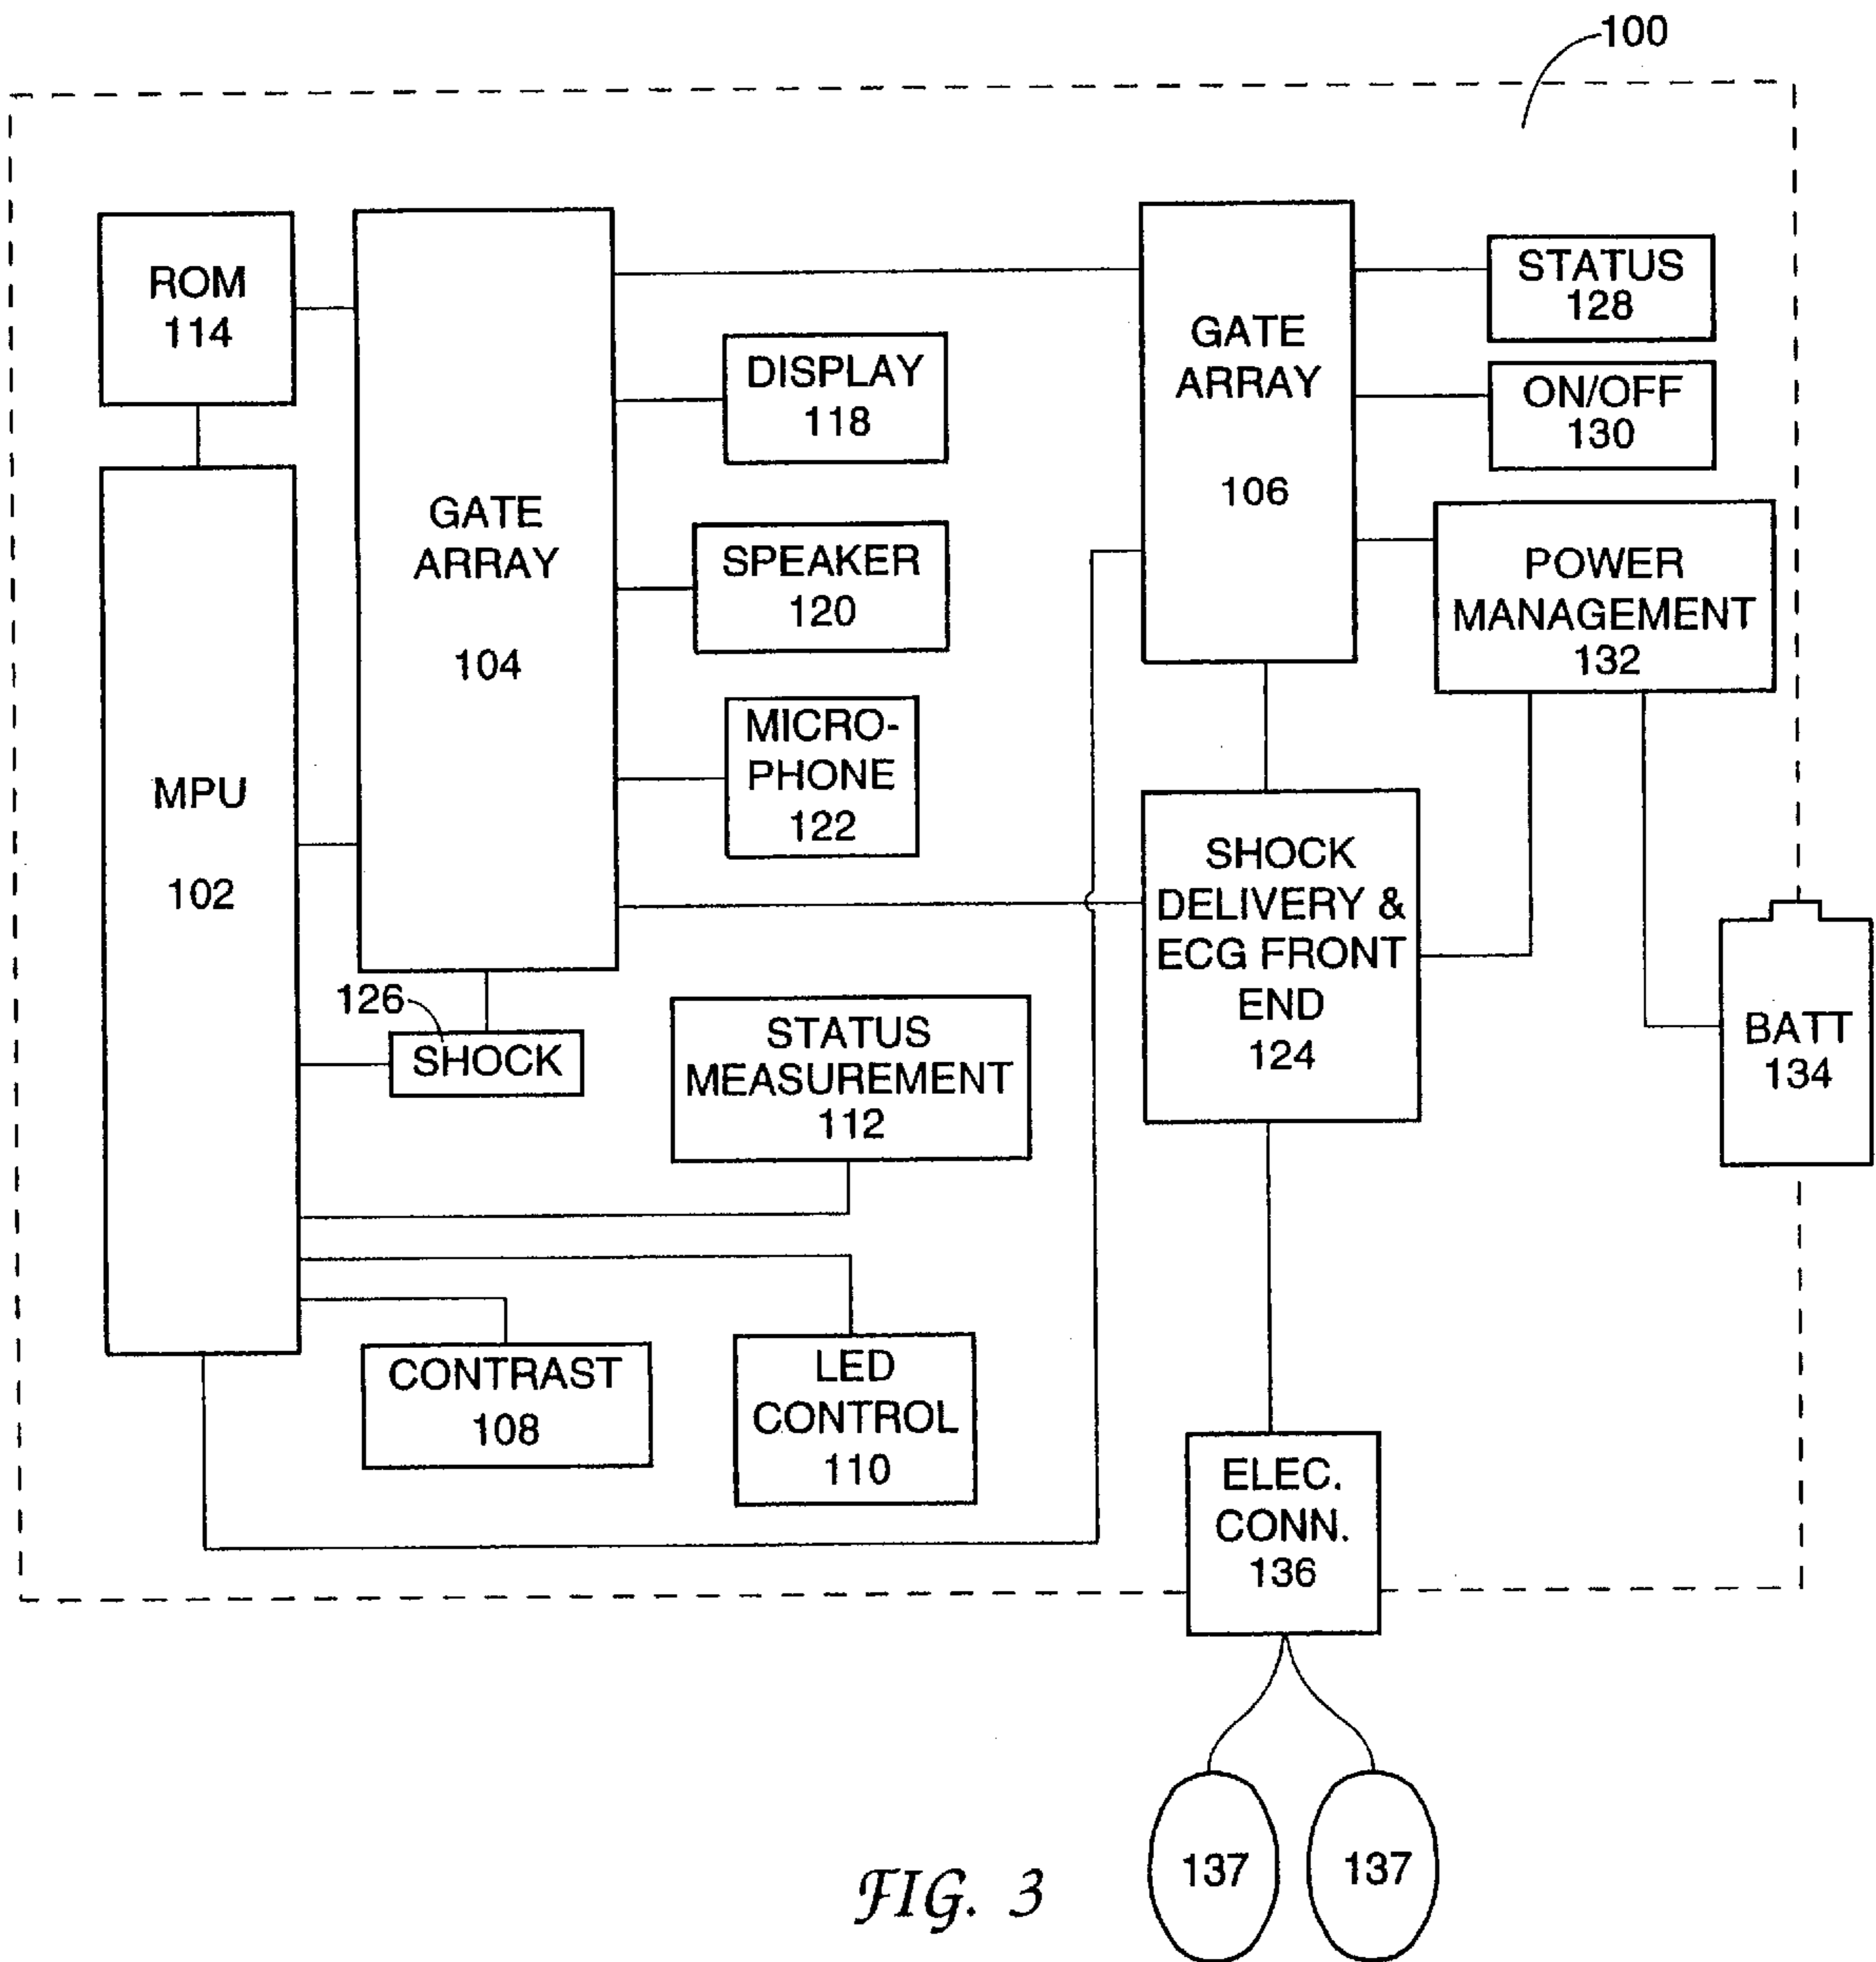 100
ROM
114
GATE
ARRAY
104
GATE
ARRAY
106
STATUS
128
DISPLAY
118
ON/OFF
130
SPEAKER
120
POWER
MANAGEMENT
132
MICRO-
PHONE
122
MPU
102
SHOCK
DELIVERY &
ECG FRONT
END
124
BATT
134
126
SHOCK
STATUS
MEASUREMENT
112
CONTRAST
108
LED
CONTROL
110
ELEC.
CONN.
136
137
137
FIG. 3